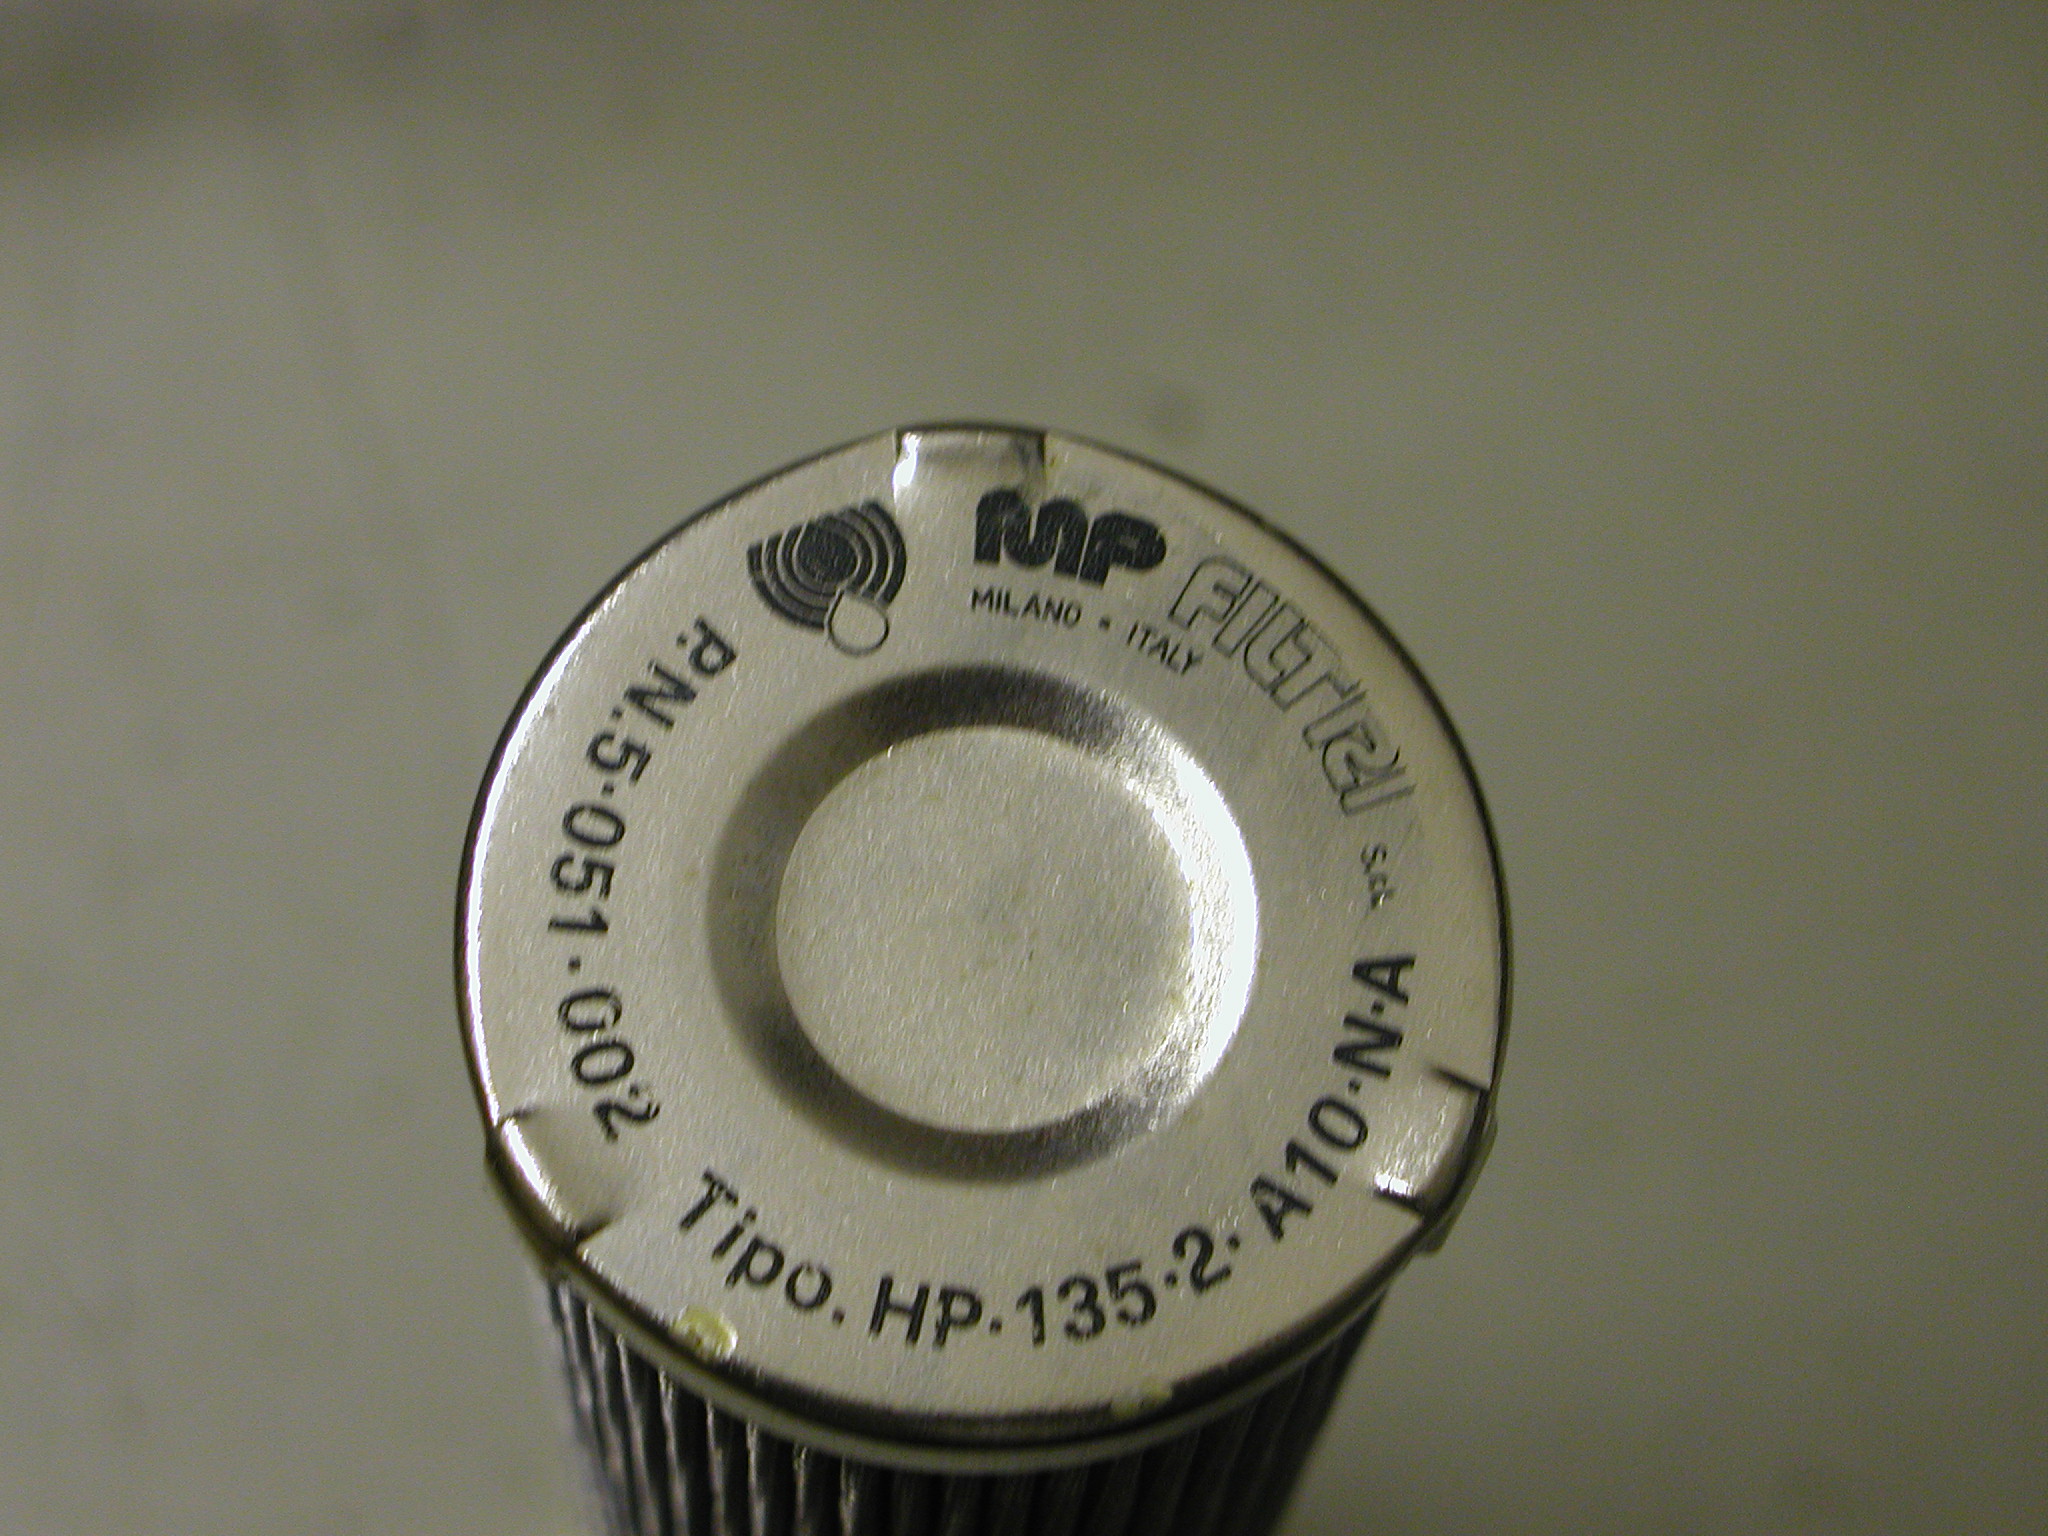 MP FILTRI s.r.l.
MILANO - ITALY
P.N.5·051.002
Tipo. HP·135·2·A10·N·A